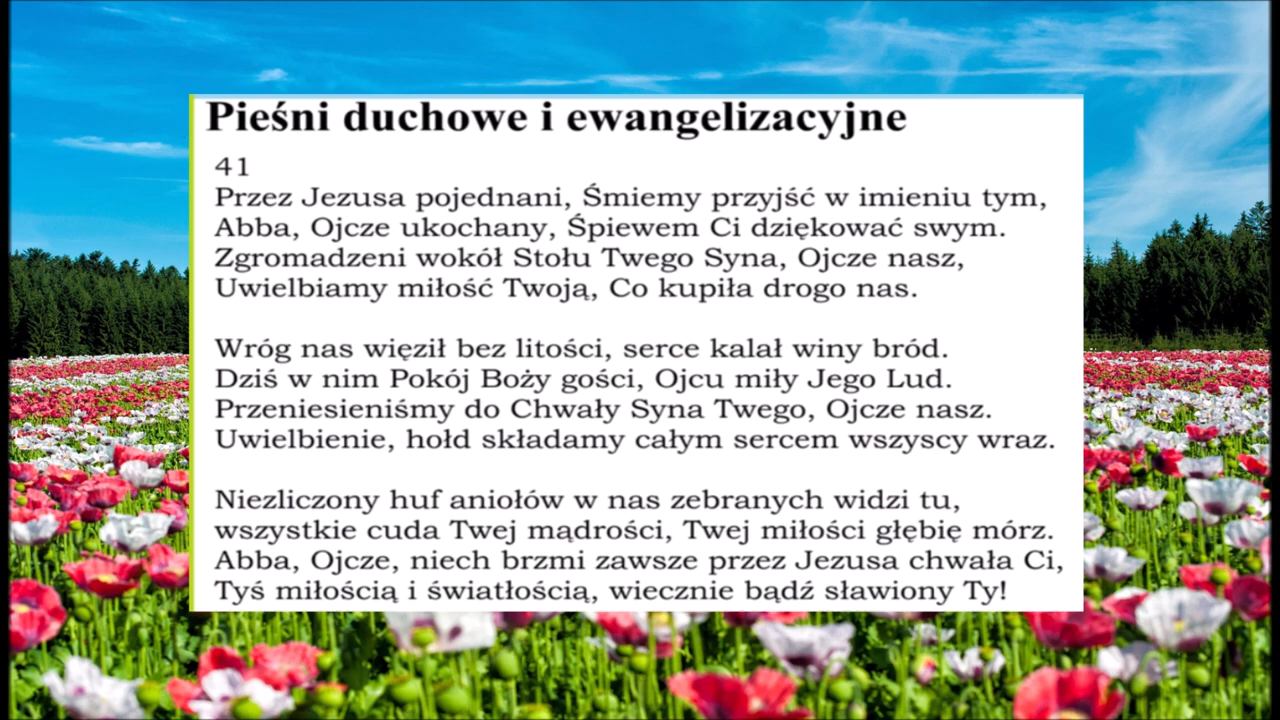 Pieśni duchowe i ewangelizacyjne
41
Przez Jezusa pojednani, Śmiemy przyjść w imieniu tym,
Abba, Ojcze ukochany, Śpiewem Ci dziękować swym.
Zgromadzeni wokół Stołu Twego Syna, Ojcze nasz,
Uwielbiamy miłość Twoją, Co kupiła drogo nas.
Wróg nas więził bez litości, serce kalał winy bród.
Dziś w nim Pokój Boży gości, Ojcu miły Jego Lud.
Przeniesieniśmy do Chwały Syna Twego, Ojcze nasz.
Uwielbienie, hołd składamy całym sercem wszyscy wraz.
Niezliczony huf aniołów w nas zebranych widzi tu,
wszystkie cuda Twej mądrości, Twej miłości głębię mórz.
Abba, Ojcze, niech brzmi zawsze przez Jezusa chwała Ci,
Tyś miłością i światłością, wiecznie bądź sławiony Ty!